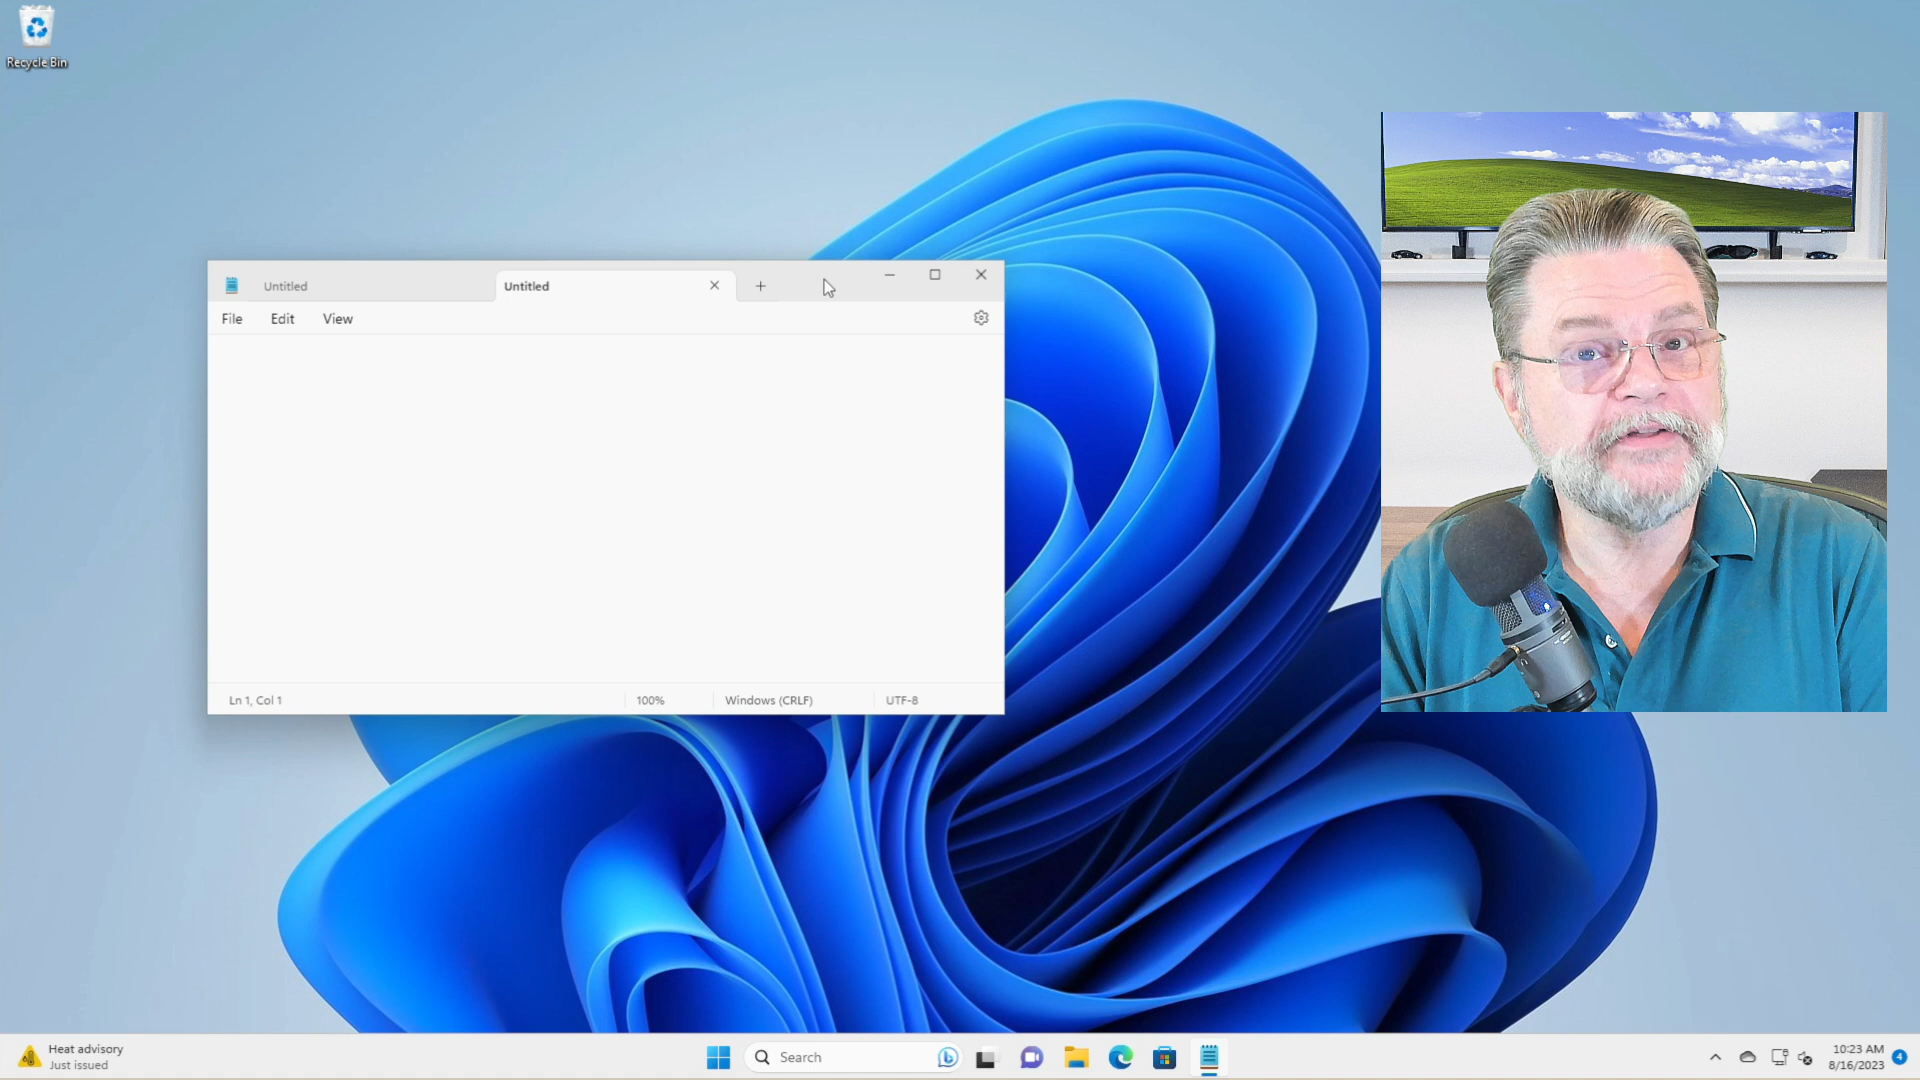 Recycle Bin
Untitled
Untitled
File Edit View
Ln 1, Col 1 100% Windows (CRLF) UTF-8
Heat advisory
Just issued
Search
10:23 AM
8/16/2023
4